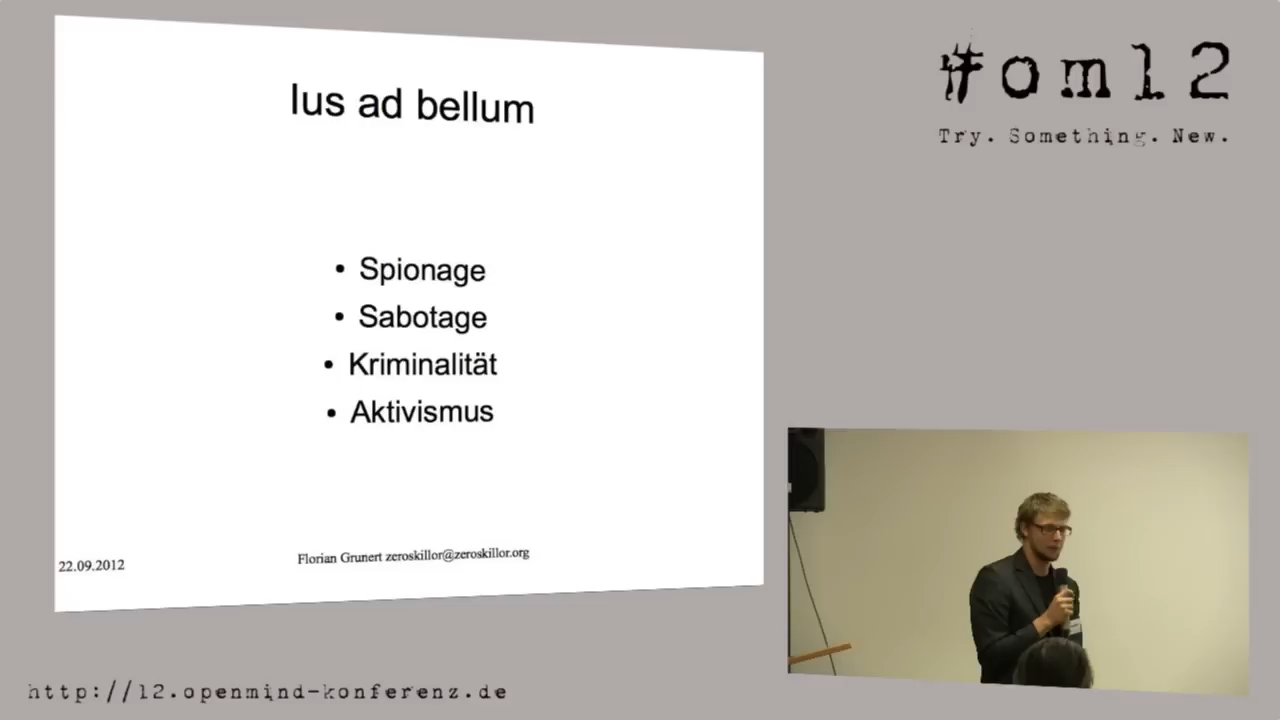 Ius ad bellum
• Spionage
• Sabotage
• Kriminalität
• Aktivismus
22.09.2012
Florian Grunert zeroskillor@zeroskillor.org
#om12
Try. Something. New.
http://12.openmind-konferenz.de